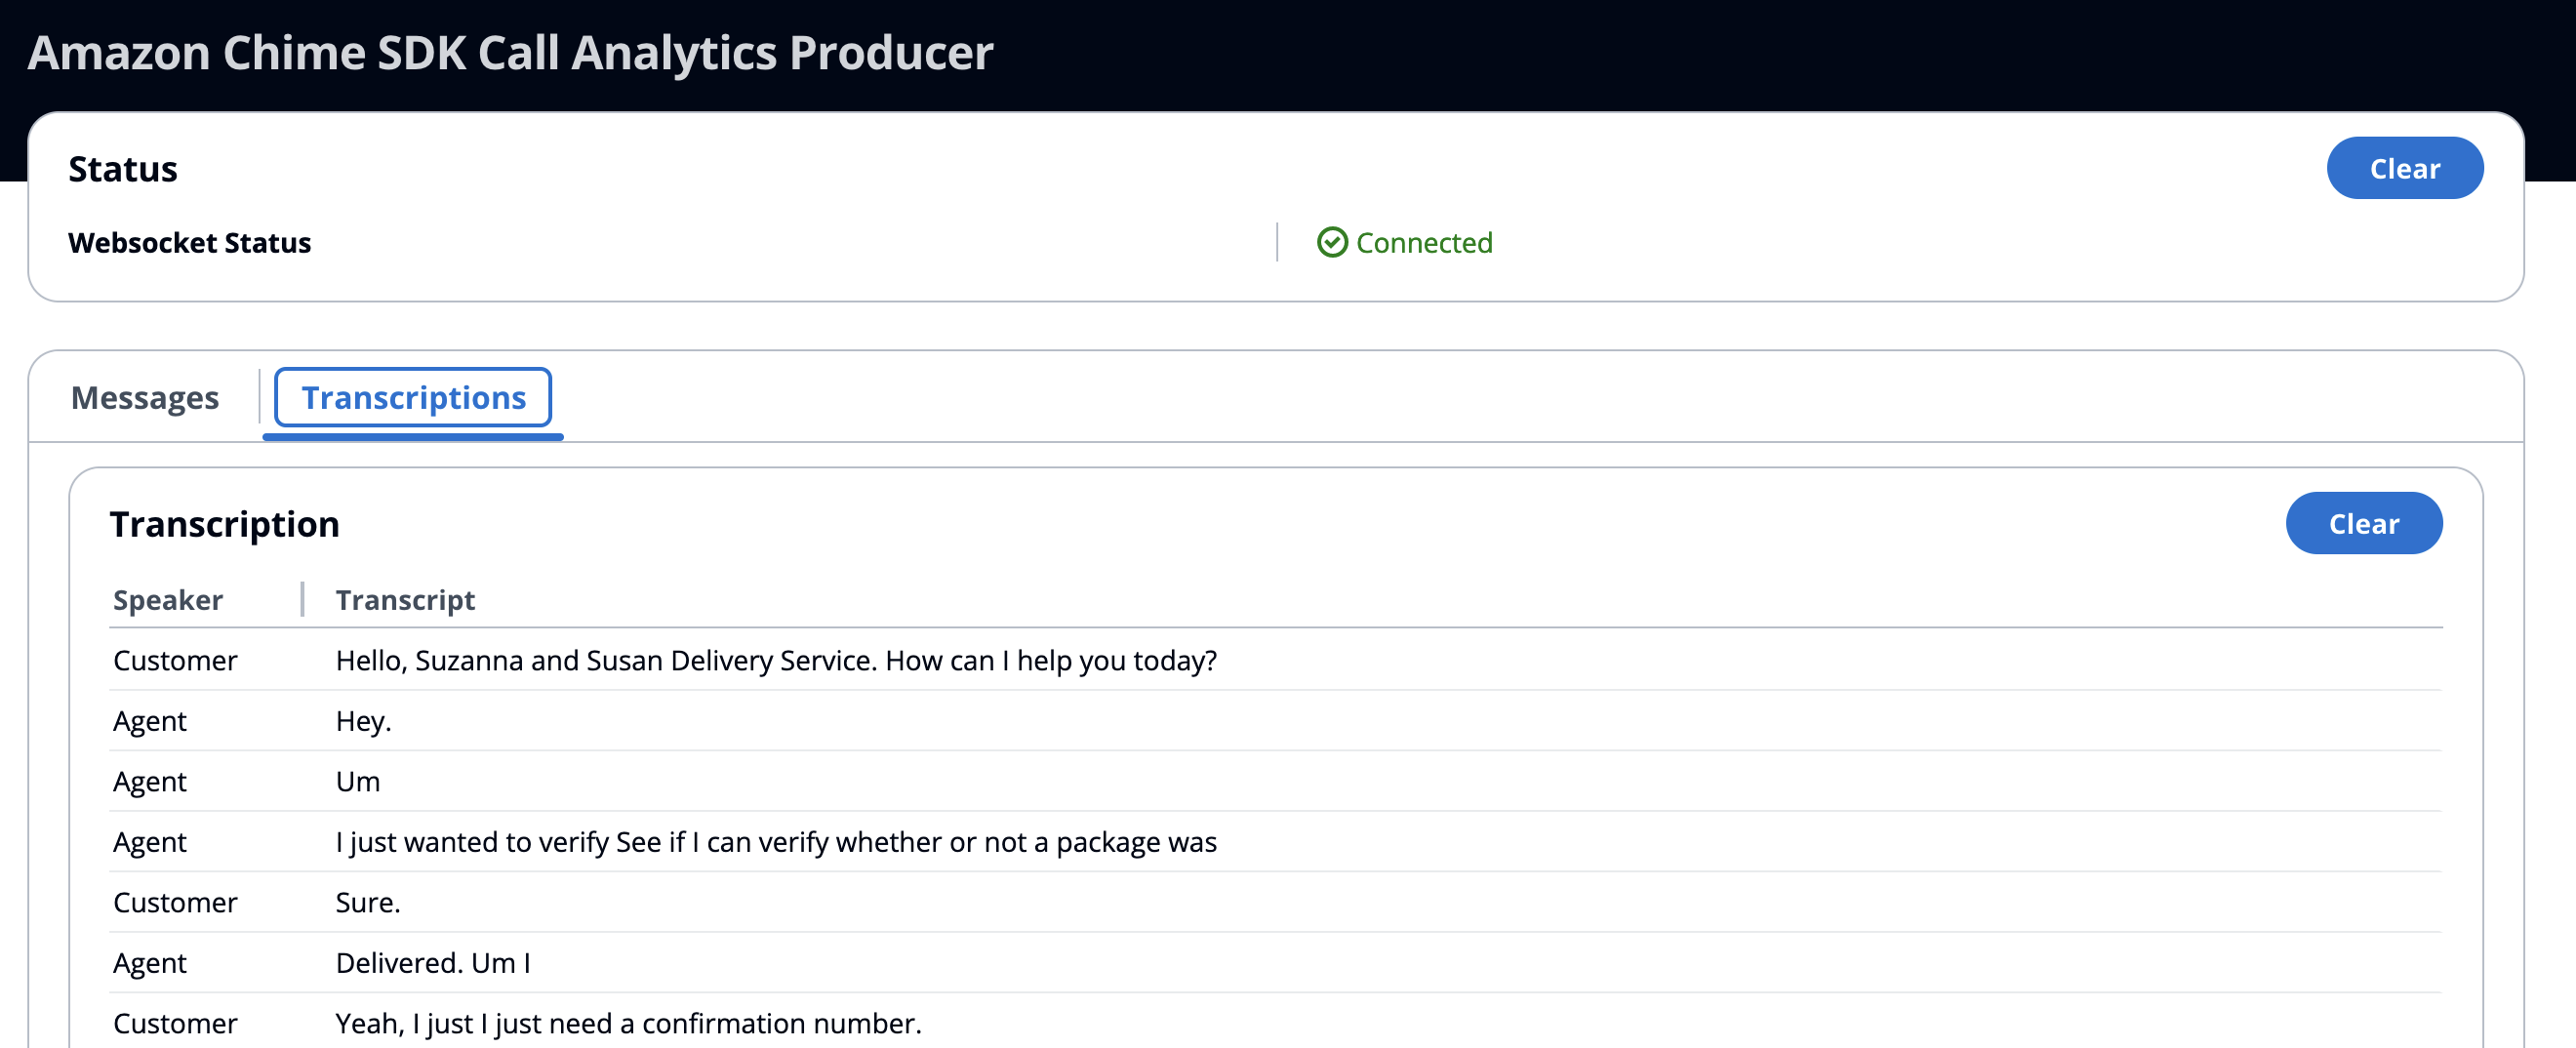 Amazon Chime SDK Call Analytics Producer
Status
Clear
Websocket Status
Connected
Messages
Transcriptions
Transcription
Clear
Speaker Transcript
Customer Hello, Suzanna and Susan Delivery Service. How can I help you today?
Agent Hey.
Agent Um
Agent I just wanted to verify See if I can verify whether or not a package was
Customer Sure.
Agent Delivered. Um I
Customer Yeah, I just I just need a confirmation number.